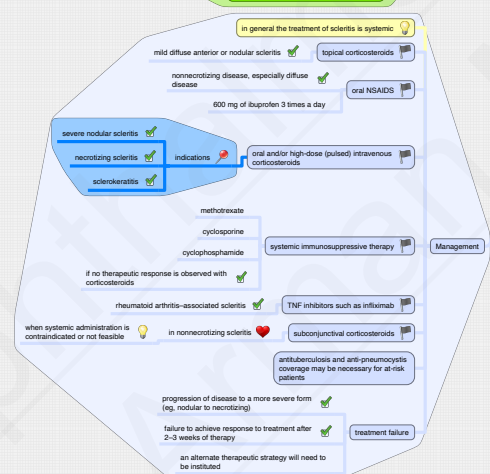 in general the treatment of scleritis is systemic
mild diffuse anterior or nodular scleritis
topical corticosteroids
nonnecrotizing disease, especially diffuse
disease
oral NSAIDS
600 mg of ibuprofen 3 times a day
severe nodular scleritis
necrotizing scleritis
sclerokeratitis
indications
oral and/or high-dose (pulsed) intravenous
corticosteroids
methotrexate
cyclosporine
cyclophosphamide
if no therapeutic response is observed with
corticosteroids
systemic immunosuppressive therapy
Management
rheumatoid arthritis–associated scleritis
TNF inhibitors such as infliximab
when systemic administration is
contraindicated or not feasible
in nonnecrotizing scleritis
subconjunctival corticosteroids
antituberculosis and anti-pneumocystis
coverage may be necessary for at-risk
patients
progression of disease to a more severe form
(eg, nodular to necrotizing)
failure to achieve response to treatment after
2–3 weeks of therapy
treatment failure
an alternate therapeutic strategy will need to
be instituted